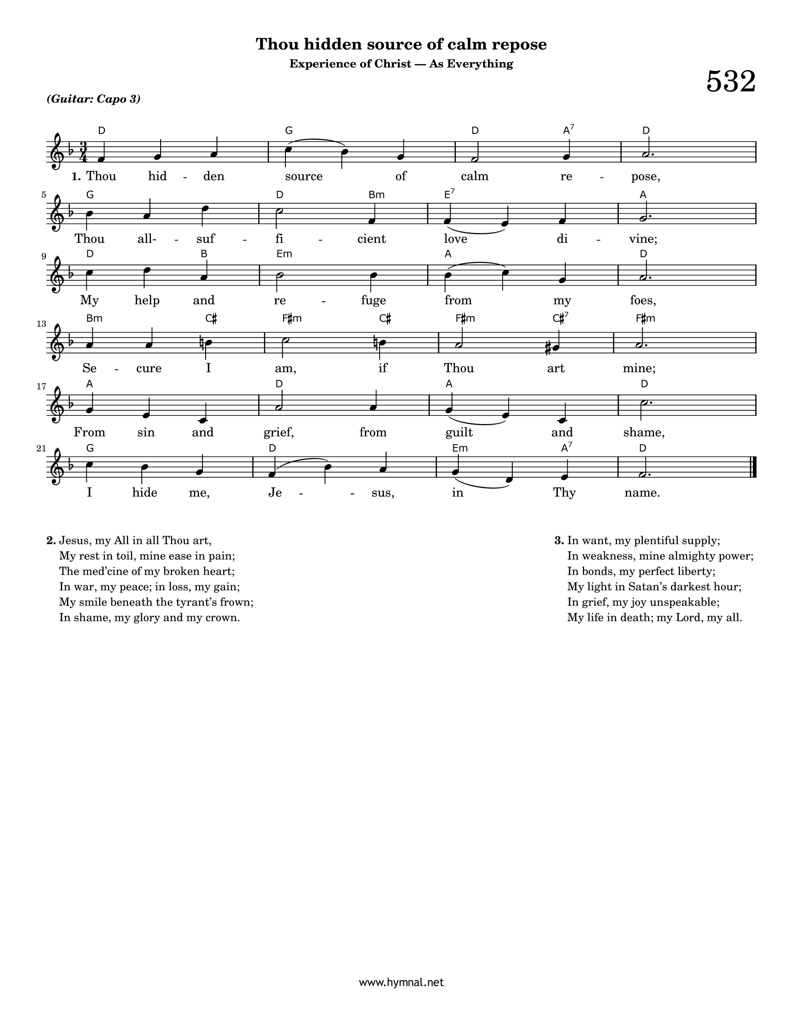 Thou hidden source of calm repose
Experience of Christ — As Everything
532
(Guitar: Capo 3)
D G D A7 D
1. Thou hid - den source of calm re - pose,
5 G D Bm E7 A
Thou all- - suf - fi - cient love di - vine;
9 D B Em A D
My help and re - fuge from my foes,
13 Bm C♯ F♯m C♯ F♯m C♯7 F♯m
Se - cure I am, if Thou art mine;
17 A D A D
From sin and grief, from guilt and shame,
21 G D Em A7 D
I hide me, Je - - sus, in Thy name.
2. Jesus, my All in all Thou art,
My rest in toil, mine ease in pain;
The med'cine of my broken heart;
In war, my peace; in loss, my gain;
My smile beneath the tyrant's frown;
In shame, my glory and my crown.
3. In want, my plentiful supply;
In weakness, mine almighty power;
In bonds, my perfect liberty;
My light in Satan's darkest hour;
In grief, my joy unspeakable;
My life in death; my Lord, my all.
www.hymnal.net